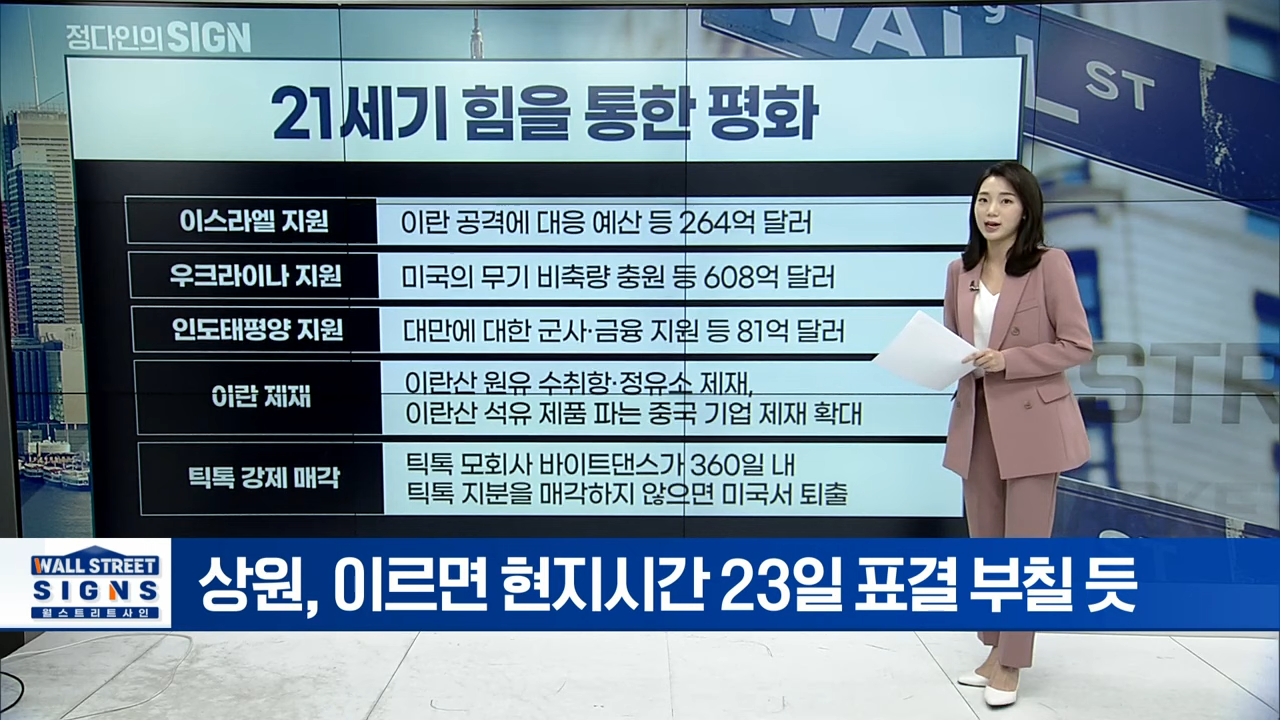 정다인의 SIGN
WALL ST
ST
21세기 힘을 통한 평화
이스라엘 지원
이란 공격에 대응 예산 등 264억 달러
우크라이나 지원
미국의 무기 비축량 충원 등 608억 달러
인도태평양 지원
대만에 대한 군사·금융 지원 등 81억 달러
이란 제재
이란산 원유 수취항·정유소 제재,
이란산 석유 제품 파는 중국 기업 제재 확대
틱톡 강제 매각
틱톡 모회사 바이트댄스가 360일 내
틱톡 지분을 매각하지 않으면 미국서 퇴출
STR
WALL STREET
SIGNS
월스트리트사인
상원, 이르면 현지시간 23일 표결 부칠 듯